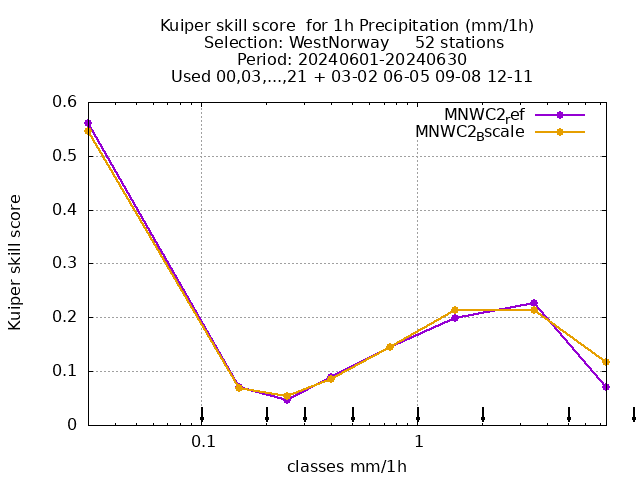 Kuiper skill score  for 1h Precipitation (mm/1h)
Selection: WestNorway     52 stations
Period: 20240601-20240630
Used 00,03,...,21 + 03-02 06-05 09-08 12-11
MNWC2ref
MNWC2Bscale
Kuiper skill score
0.6
0.5
0.4
0.3
0.2
0.1
0
0.1
1
classes mm/1h